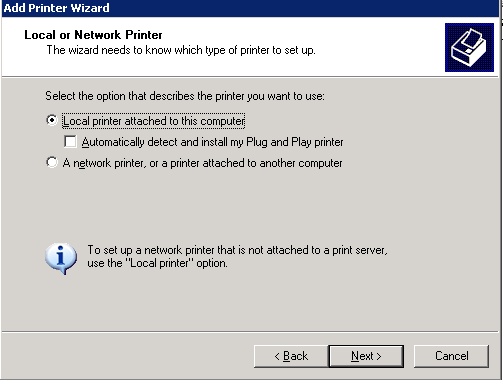 Add Printer Wizard
Local or Network Printer
The wizard needs to know which type of printer to set up.
Select the option that describes the printer you want to use:
Local printer attached to this computer
Automatically detect and install my Plug and Play printer
A network printer, or a printer attached to another computer
To set up a network printer that is not attached to a print server,
use the "Local printer" option.
< Back Next > Cancel